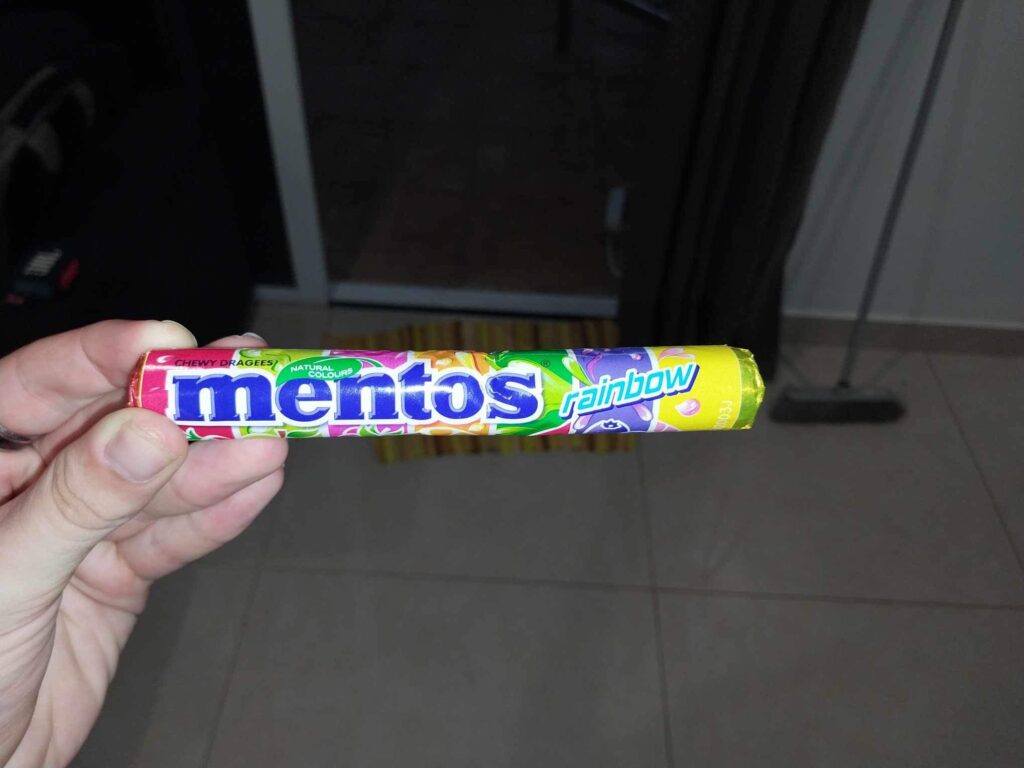 CHEWY DRAGEES
NATURAL
COLOURS
mentos®
rainbow